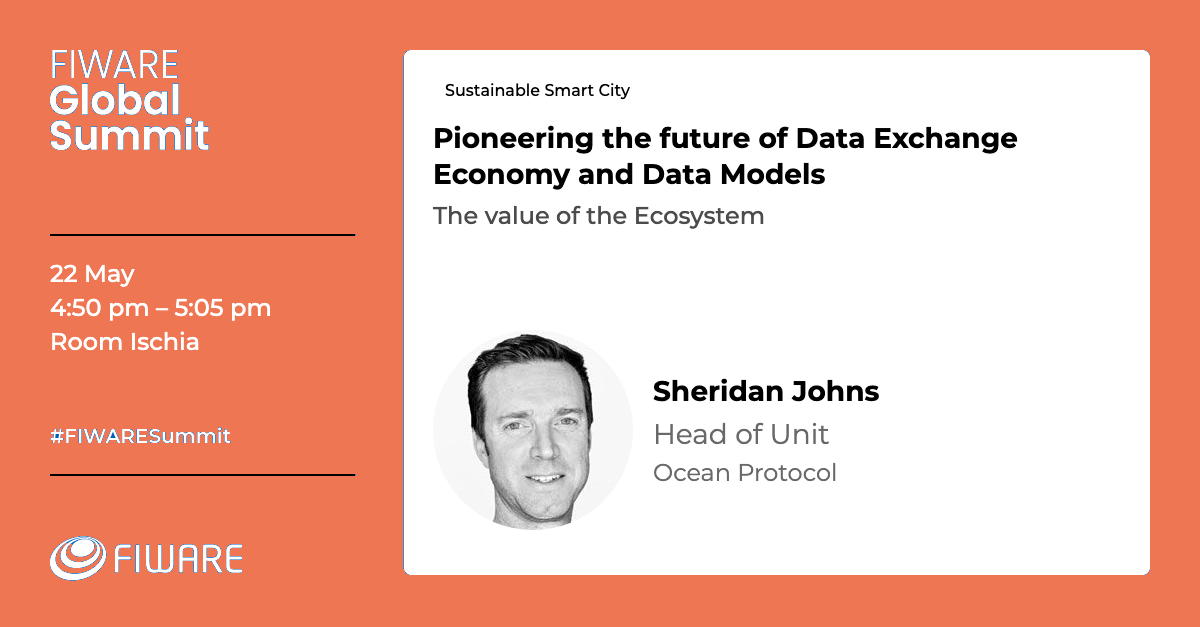 FIWARE
Global
Summit
22 May
4:50 pm – 5:05 pm
Room Ischia
#FIWARESummit
FIWARE
Sustainable Smart City
Pioneering the future of Data Exchange
Economy and Data Models
The value of the Ecosystem
Sheridan Johns
Head of Unit
Ocean Protocol